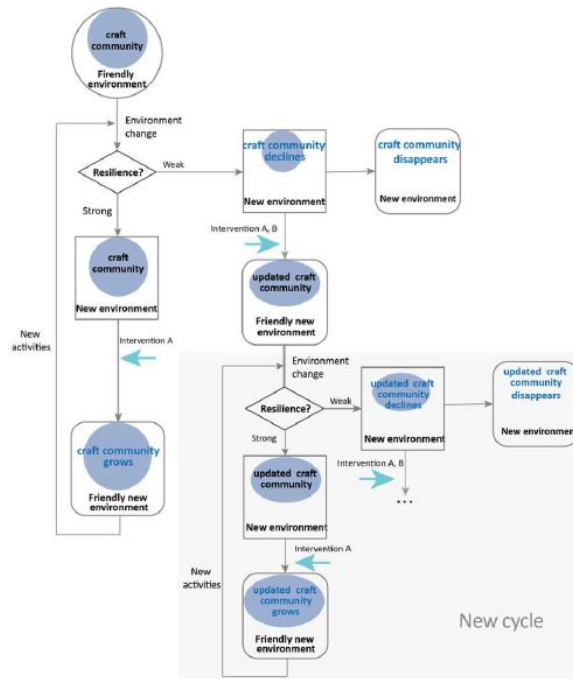 craft
community
Firendly
environment
Environment
change
Resilience?
Weak
craft community
declines
New environment
craft community
disappears
New environment
Strong
craft
community
New environment
Intervention A, B
updated craft
community
Friendly new
environment
New
activities
Intervention A
craft community
grows
Friendly new
environment
Environment
change
Resilience?
Weak
updated craft
community
declines
New environment
updated craft
community
disappears
New environment
Strong
updated craft
community
New environment
Intervention A, B
...
New
activities
Intervention A
updated craft
community
grows
Friendly new
environment
New cycle